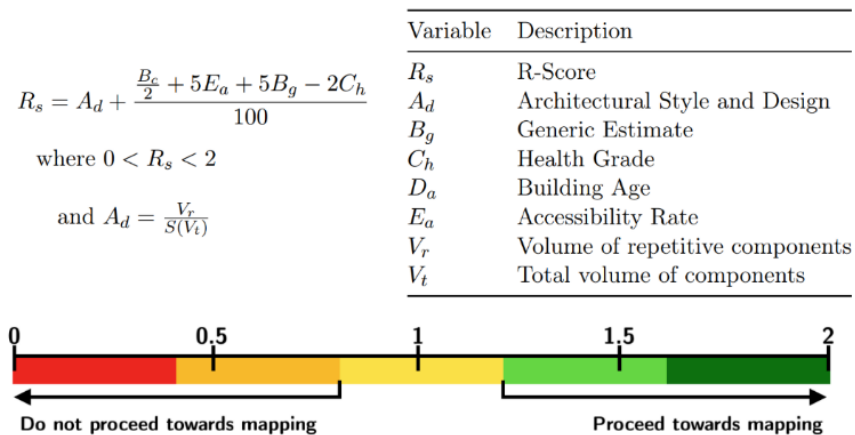 R_s = A_d + (B_c/2 + 5E_a + 5B_g − 2C_h)/100
where 0 < R_s < 2
and A_d = V_r/S(V_t)
Variable Description
R_s R-Score
A_d Architectural Style and Design
B_g Generic Estimate
C_h Health Grade
D_a Building Age
E_a Accessibility Rate
V_r Volume of repetitive components
V_t Total volume of components
0 0.5 1 1.5 2
Do not proceed towards mapping Proceed towards mapping